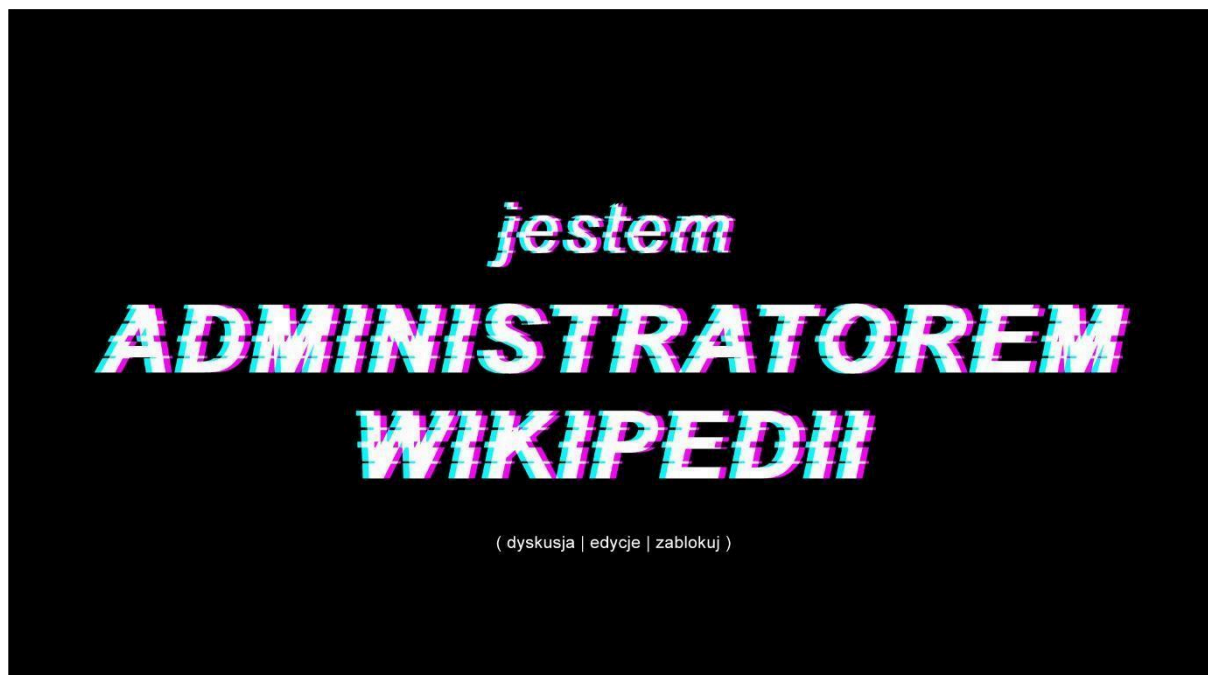 jestem
ADMINISTRATOREM
WIKIPEDII
( dyskusja | edycje | zablokuj )